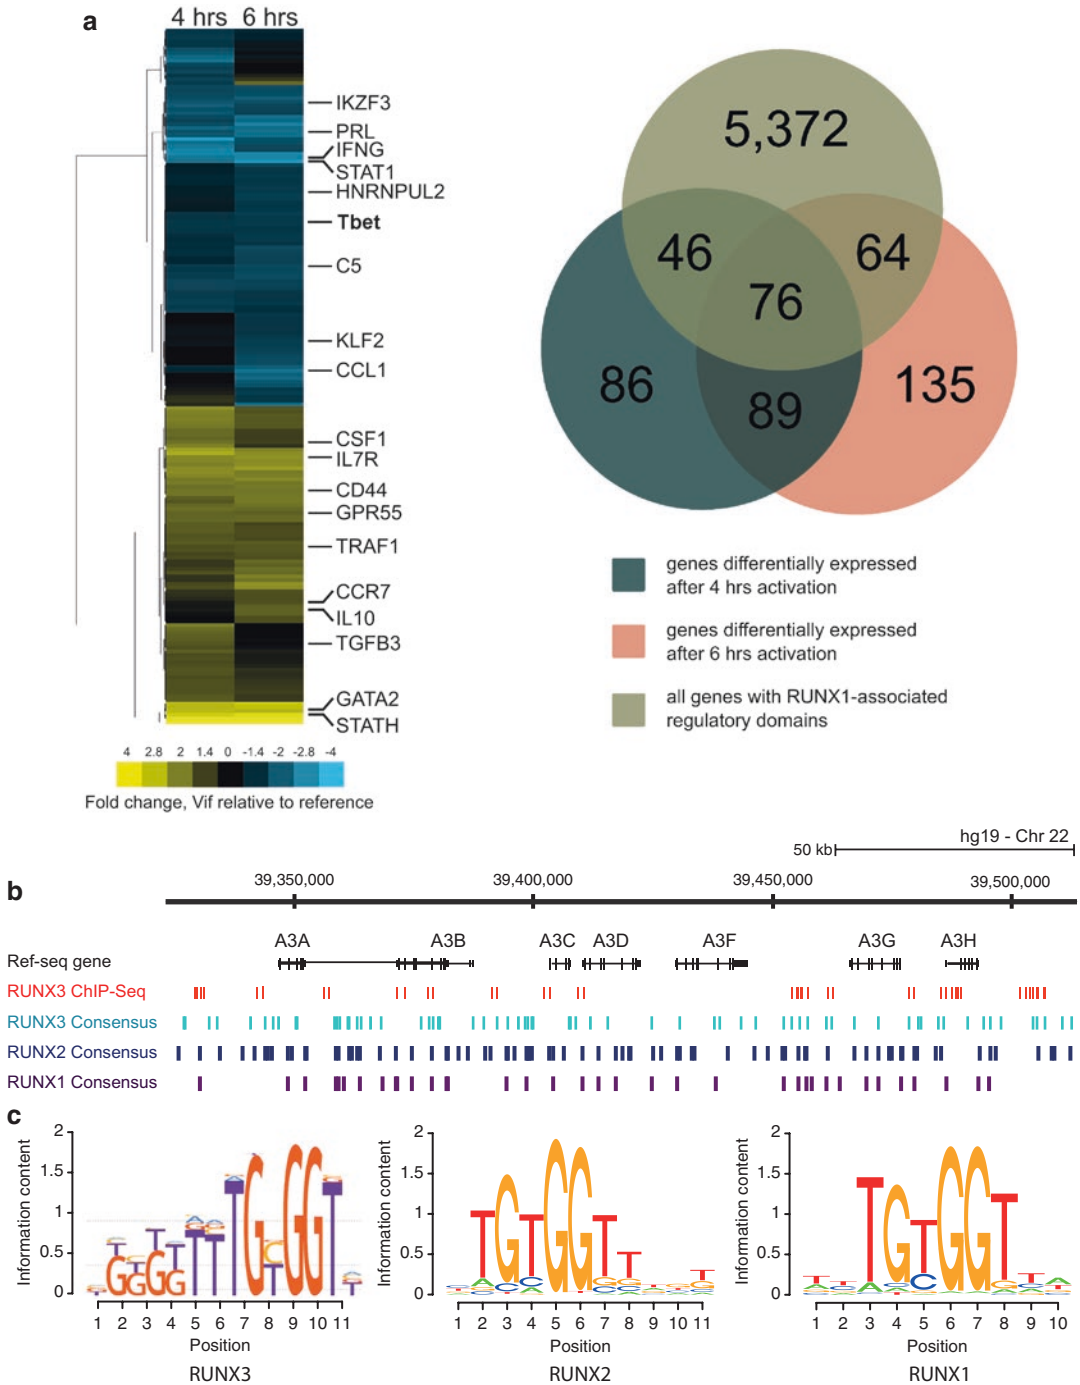 a
4 hrs 6 hrs
IKZF3
PRL
IFNG
STAT1
HNRNPUL2
Tbet
C5
KLF2
CCL1
CSF1
IL7R
CD44
GPR55
TRAF1
CCR7
IL10
TGFB3
GATA2
STATH
4 2.8 2 1.4 0 -1.4 -2 -2.8 -4
Fold change, Vif relative to reference
5,372
46
64
76
86
135
89
genes differentially expressed
after 4 hrs activation
genes differentially expressed
after 6 hrs activation
all genes with RUNX1-associated
regulatory domains
b
hg19 - Chr 22
50 kb
39,350,000 39,400,000 39,450,000 39,500,000
A3A A3B A3C A3D A3F A3G A3H
Ref-seq gene
RUNX3 ChIP-Seq
RUNX3 Consensus
RUNX2 Consensus
RUNX1 Consensus
c
Information content
2
1.5
1
0.5
0
1 2 3 4 5 6 7 8 9 10 11
Position
RUNX3
Information content
2
1.5
1
0.5
0
1 2 3 4 5 6 7 8 9 10 11
Position
RUNX2
Information content
2
1.5
1
0.5
0
1 2 3 4 5 6 7 8 9 10
Position
RUNX1